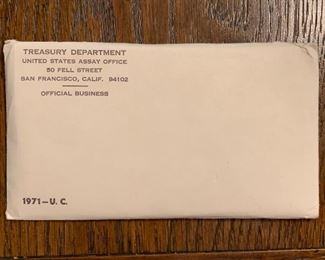 TREASURY DEPARTMENT
UNITED STATES ASSAY OFFICE
50 FELL STREET
SAN FRANCISCO, CALIF. 94102
OFFICIAL BUSINESS
1971—U. C.